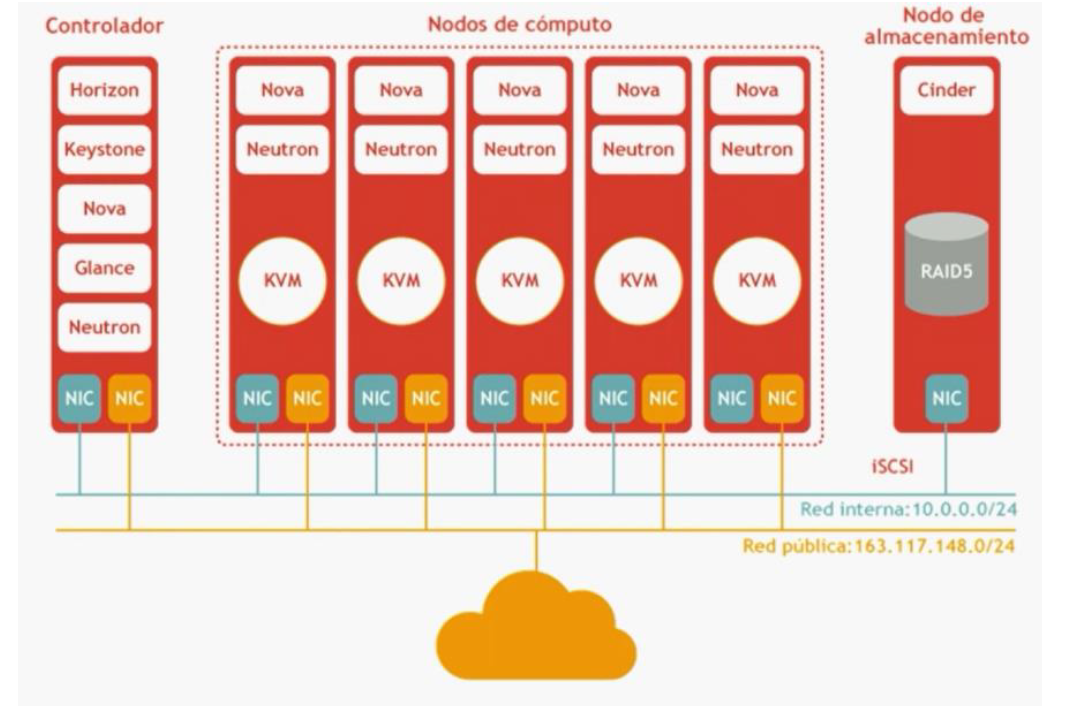 Controlador
Nodos de cómputo
Nodo de
almacenamiento
Horizon
Keystone
Nova
Glance
Neutron
NIC
NIC
Nova
Neutron
KVM
NIC
NIC
Nova
Neutron
KVM
NIC
NIC
Nova
Neutron
KVM
NIC
NIC
Nova
Neutron
KVM
NIC
NIC
Nova
Neutron
KVM
NIC
NIC
Cinder
RAID5
NIC
iSCSI
Red interna:10.0.0.0/24
Red pública:163.117.148.0/24